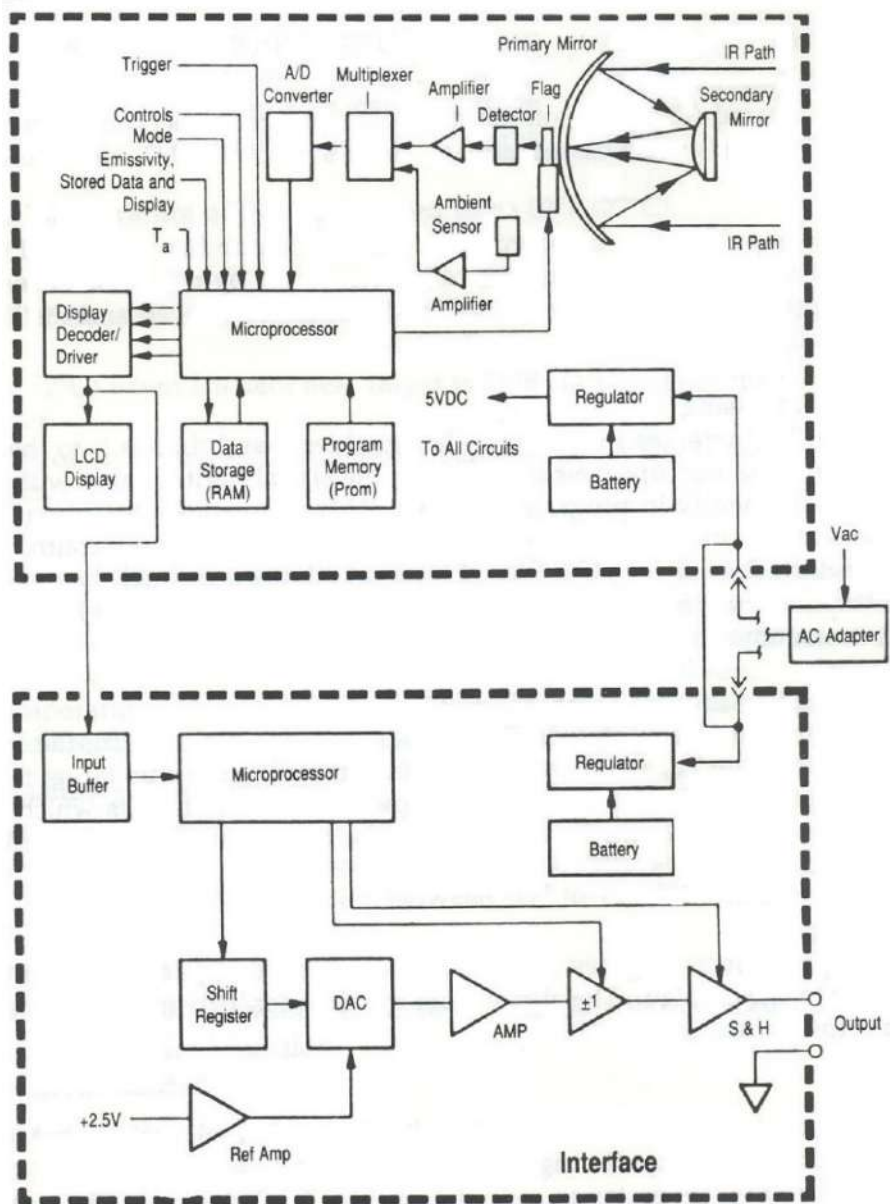 Primary Mirror
IR Path
Trigger
A/D
Converter
Multiplexer
Amplifier
Flag
Secondary
Mirror
Detector
Controls
Mode
Emissivity,
Stored Data and
Display
Ambient
Sensor
IR Path
Ta
Amplifier
Display
Decoder/
Driver
Microprocessor
5VDC
Regulator
To All Circuits
LCD
Display
Data
Storage
(RAM)
Program
Memory
(Prom)
Battery
Vac
AC Adapter
Input
Buffer
Microprocessor
Regulator
Battery
Shift
Register
DAC
AMP
±1
S & H
Output
+2.5V
Ref Amp
Interface